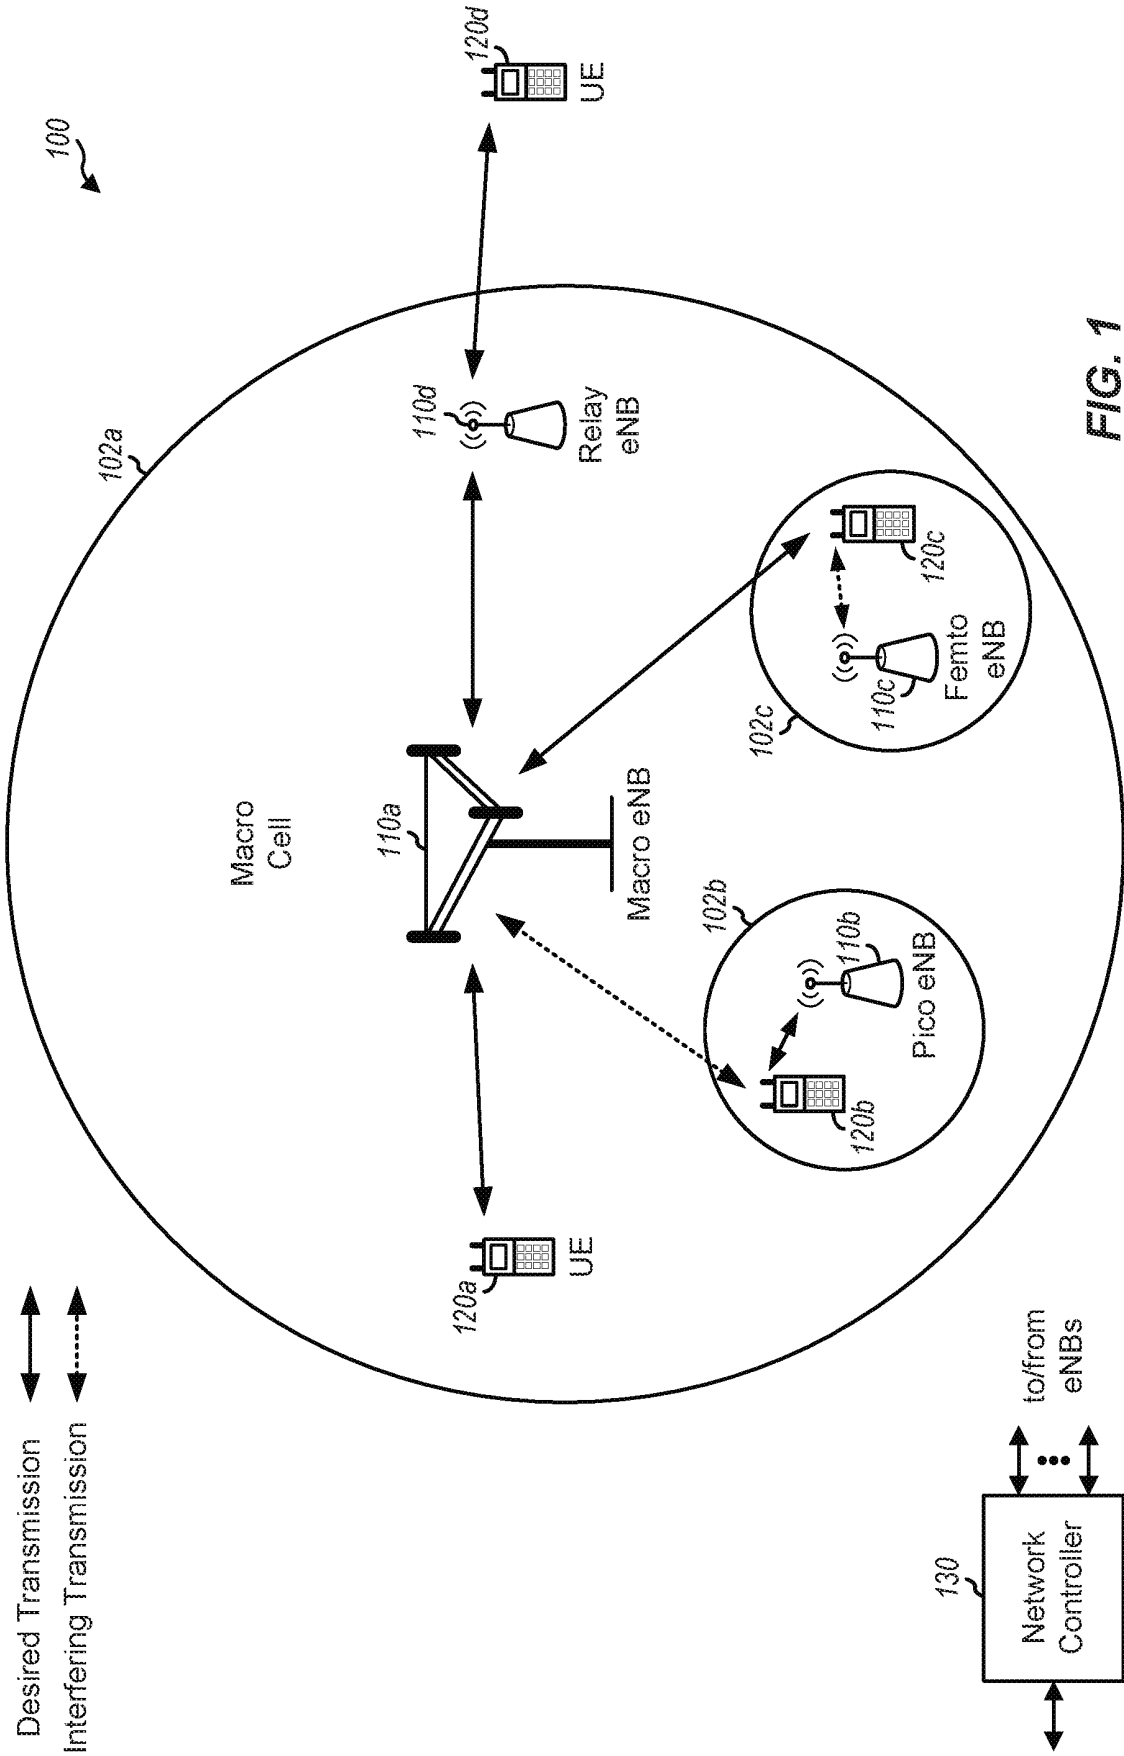 Desired Transmission
Interfering Transmission
100
102a
Macro
Cell
110a
Macro eNB
120a
UE
110d
Relay
eNB
120d
UE
102b
120b
110b
Pico eNB
102c
110c
Femto
eNB
120c
130
Network
Controller
to/from
eNBs
FIG. 1